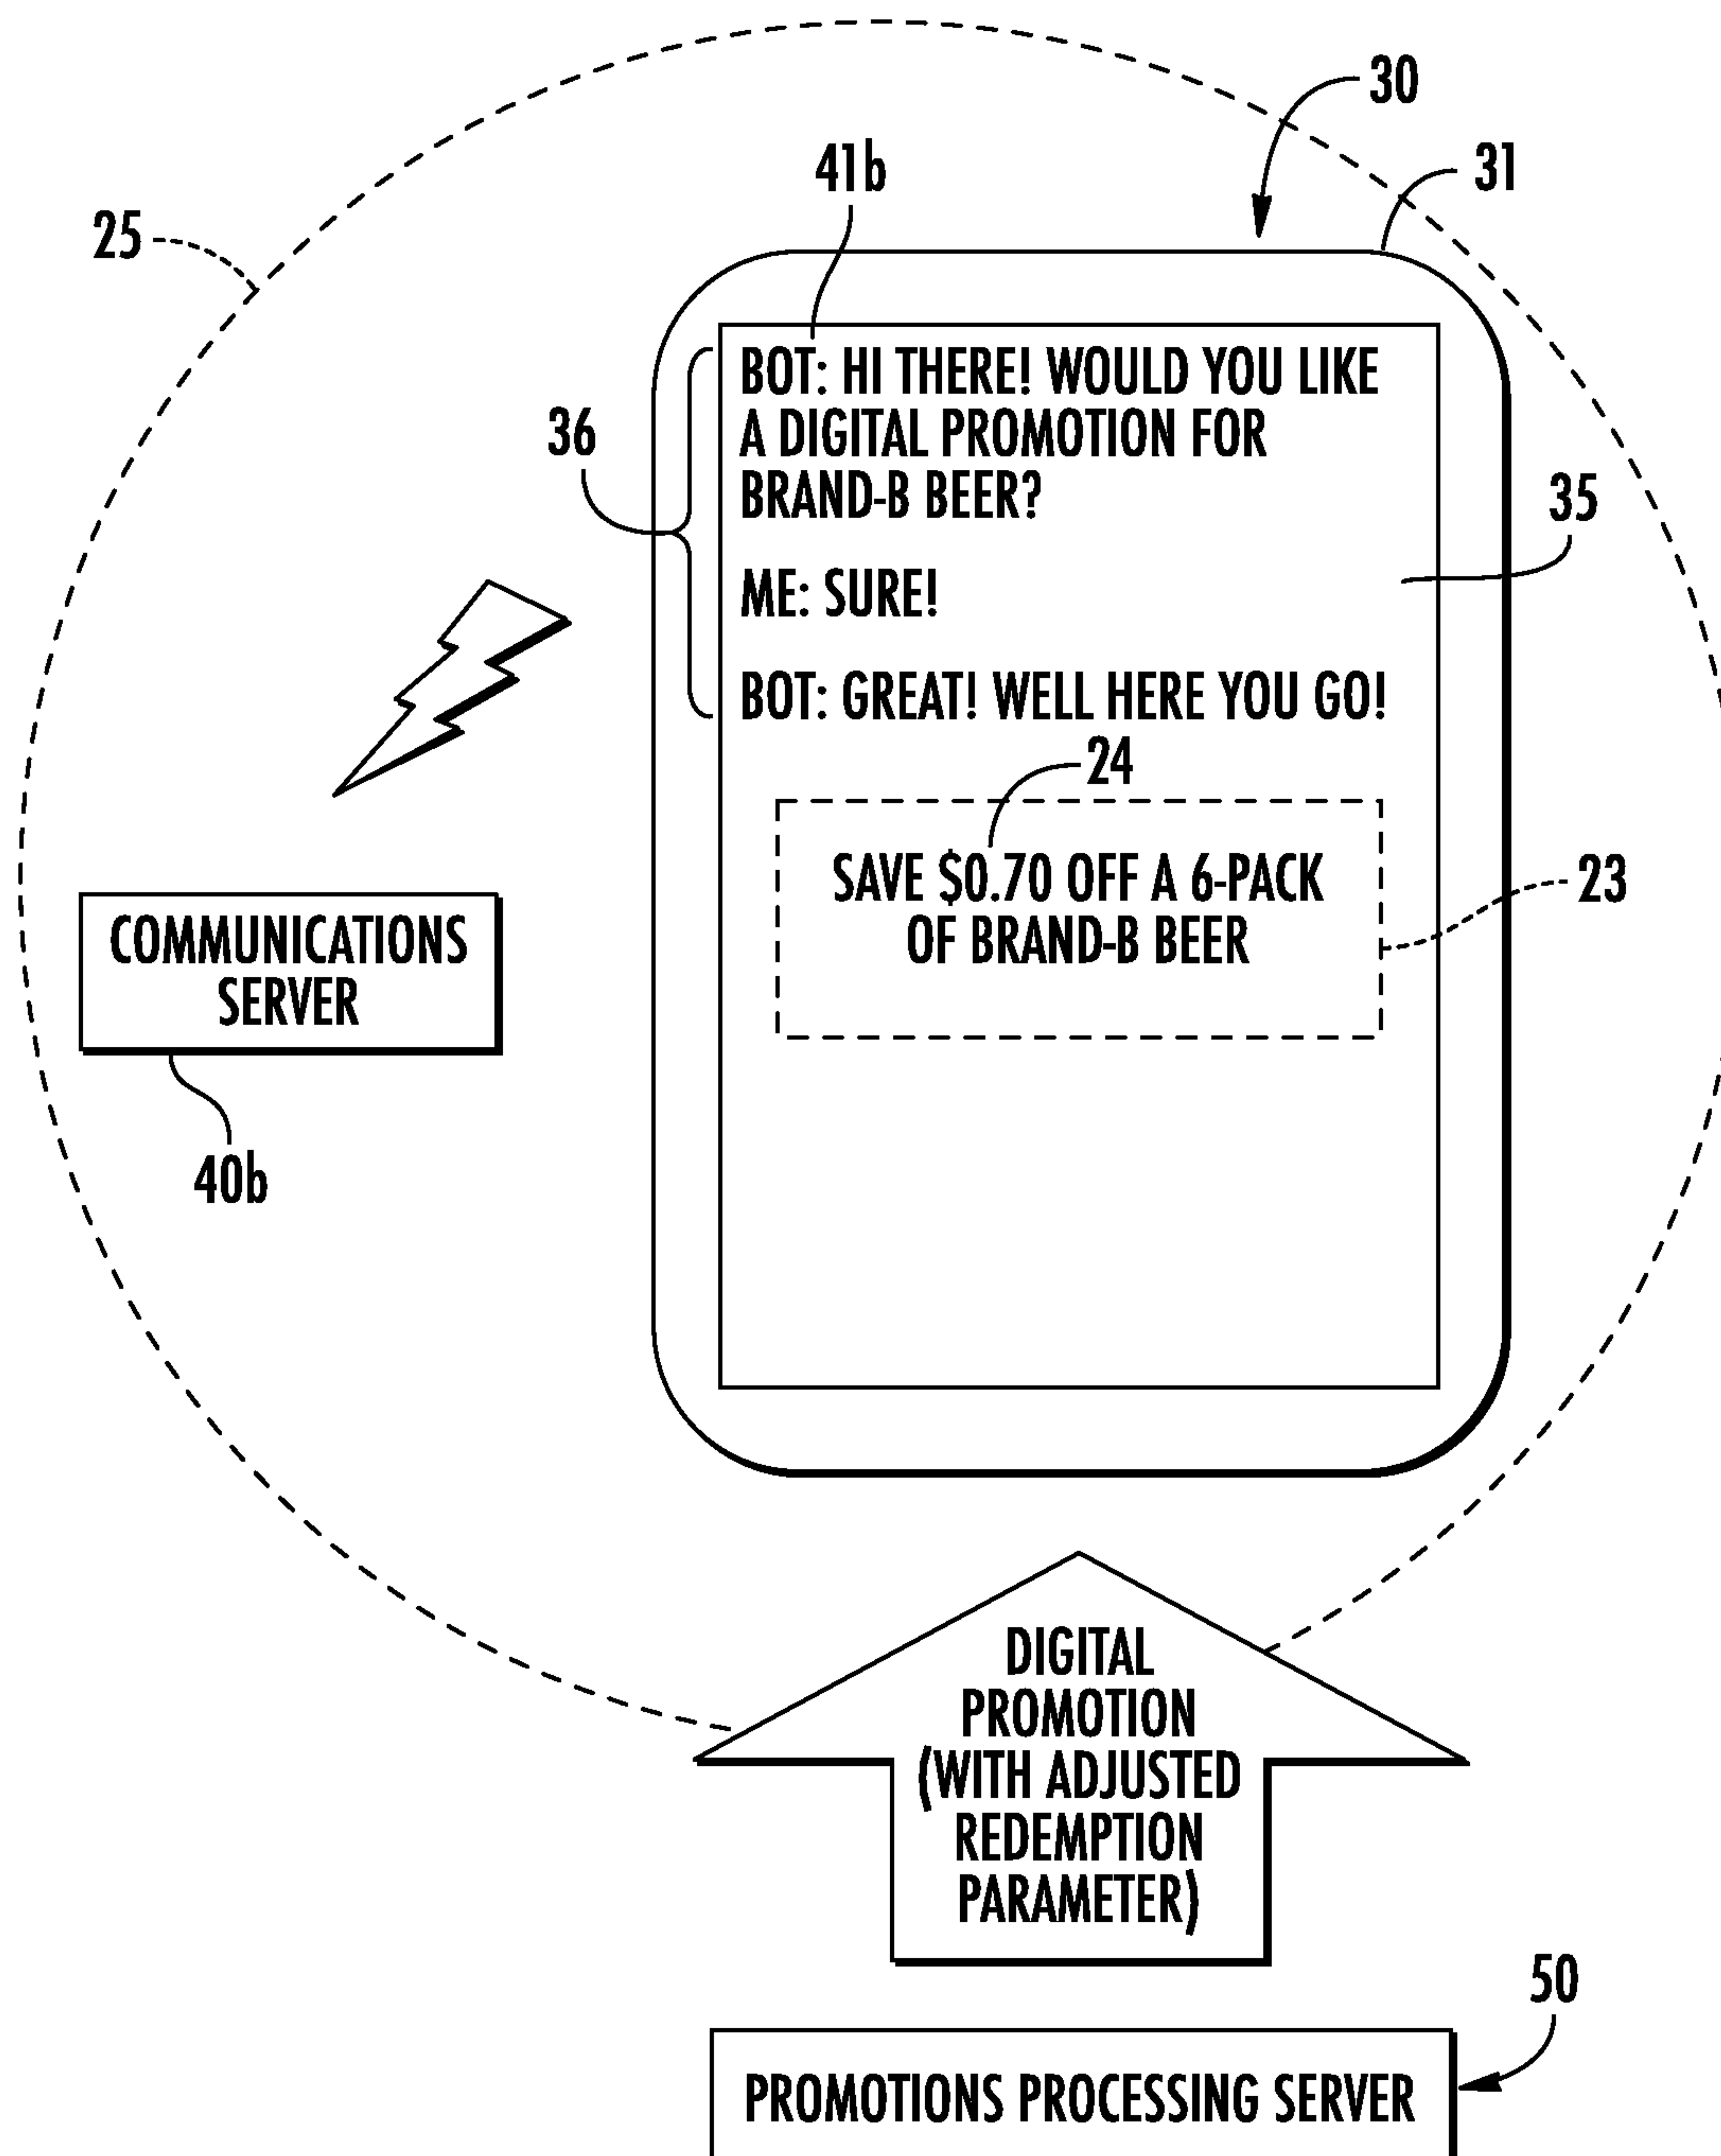 30
41b
31
25
BOT: HI THERE! WOULD YOU LIKE
A DIGITAL PROMOTION FOR
BRAND-B BEER?
36
35
ME: SURE!
BOT: GREAT! WELL HERE YOU GO!
24
SAVE $0.70 OFF A 6-PACK
OF BRAND-B BEER
23
COMMUNICATIONS
SERVER
40b
DIGITAL
PROMOTION
(WITH ADJUSTED
REDEMPTION
PARAMETER)
50
PROMOTIONS PROCESSING SERVER